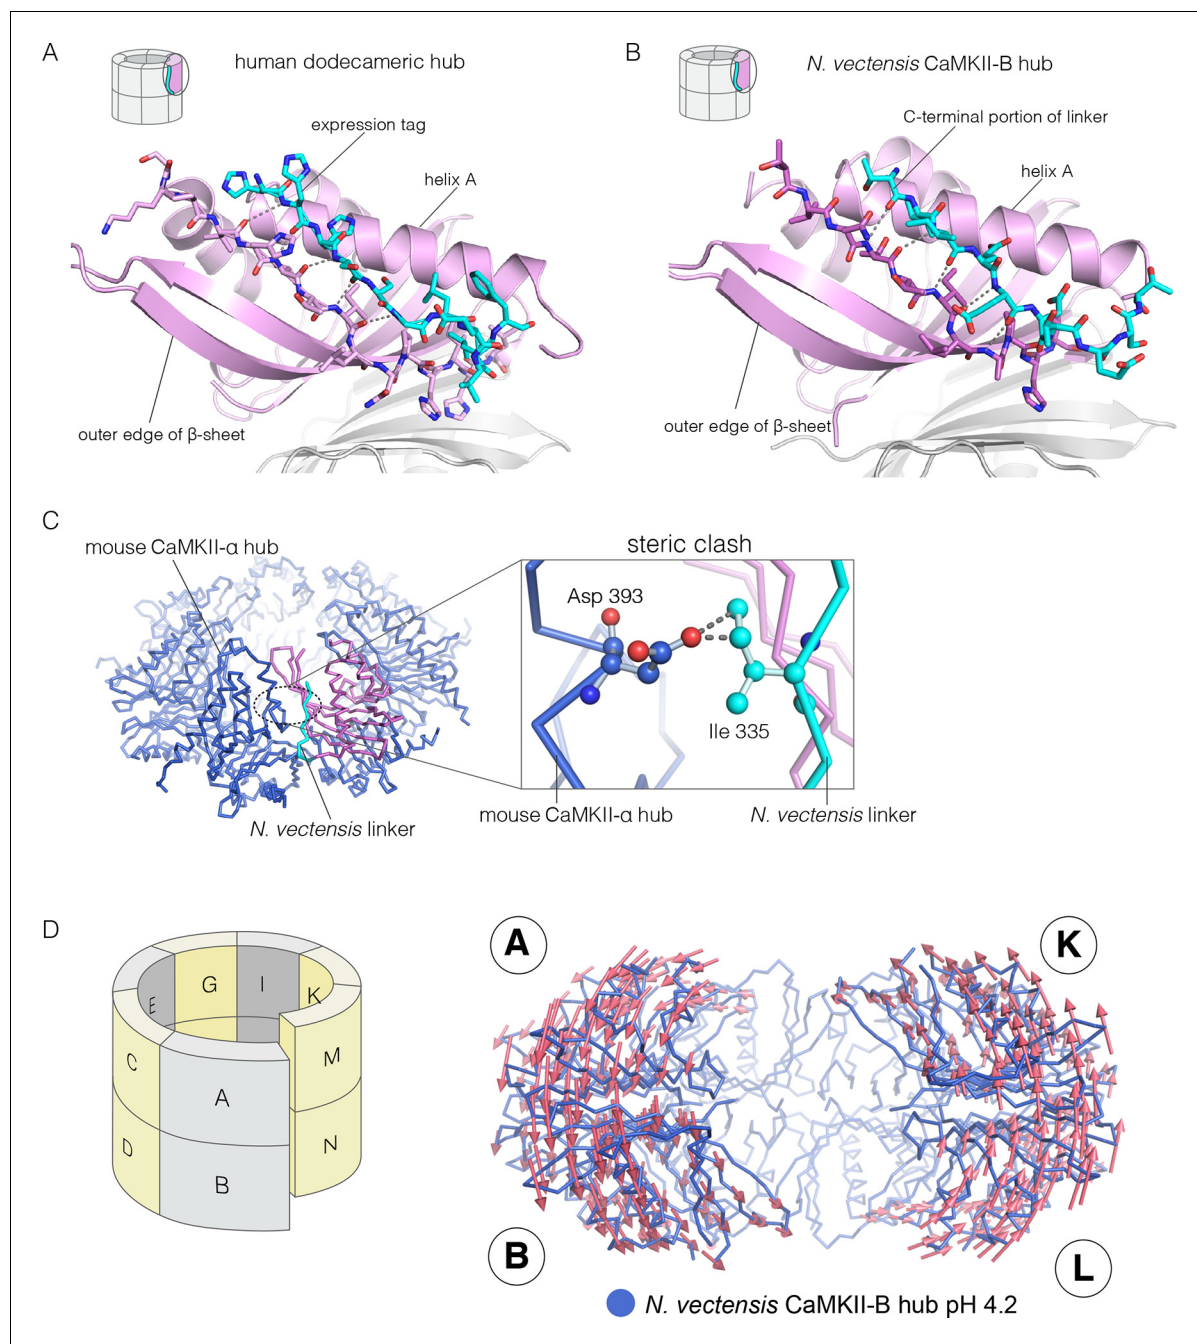 A
human dodecameric hub
expression tag
helix A
outer edge of β-sheet
B
N. vectensis CaMKII-B hub
C-terminal portion of linker
helix A
outer edge of β-sheet
C
mouse CaMKII-α hub
N. vectensis linker
steric clash
Asp 393
Ile 335
mouse CaMKII-α hub
N. vectensis linker
D
E
G
I
K
C
A
M
D
B
N
A
K
B
L
N. vectensis CaMKII-B hub pH 4.2